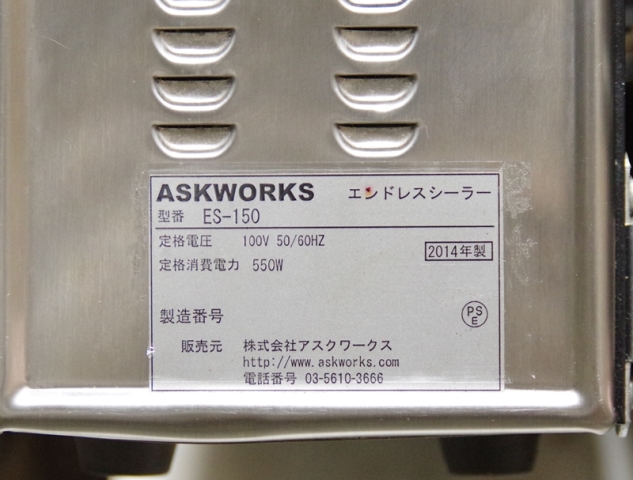 ASKWORKS エンドレスシーラー
型番 ES-150
定格電圧 100V 50/60HZ
定格消費電力 550W
2014年製
製造番号
PS
E
販売元 株式会社アスクワークス
http://www.askworks.com
電話番号 03-5610-3666